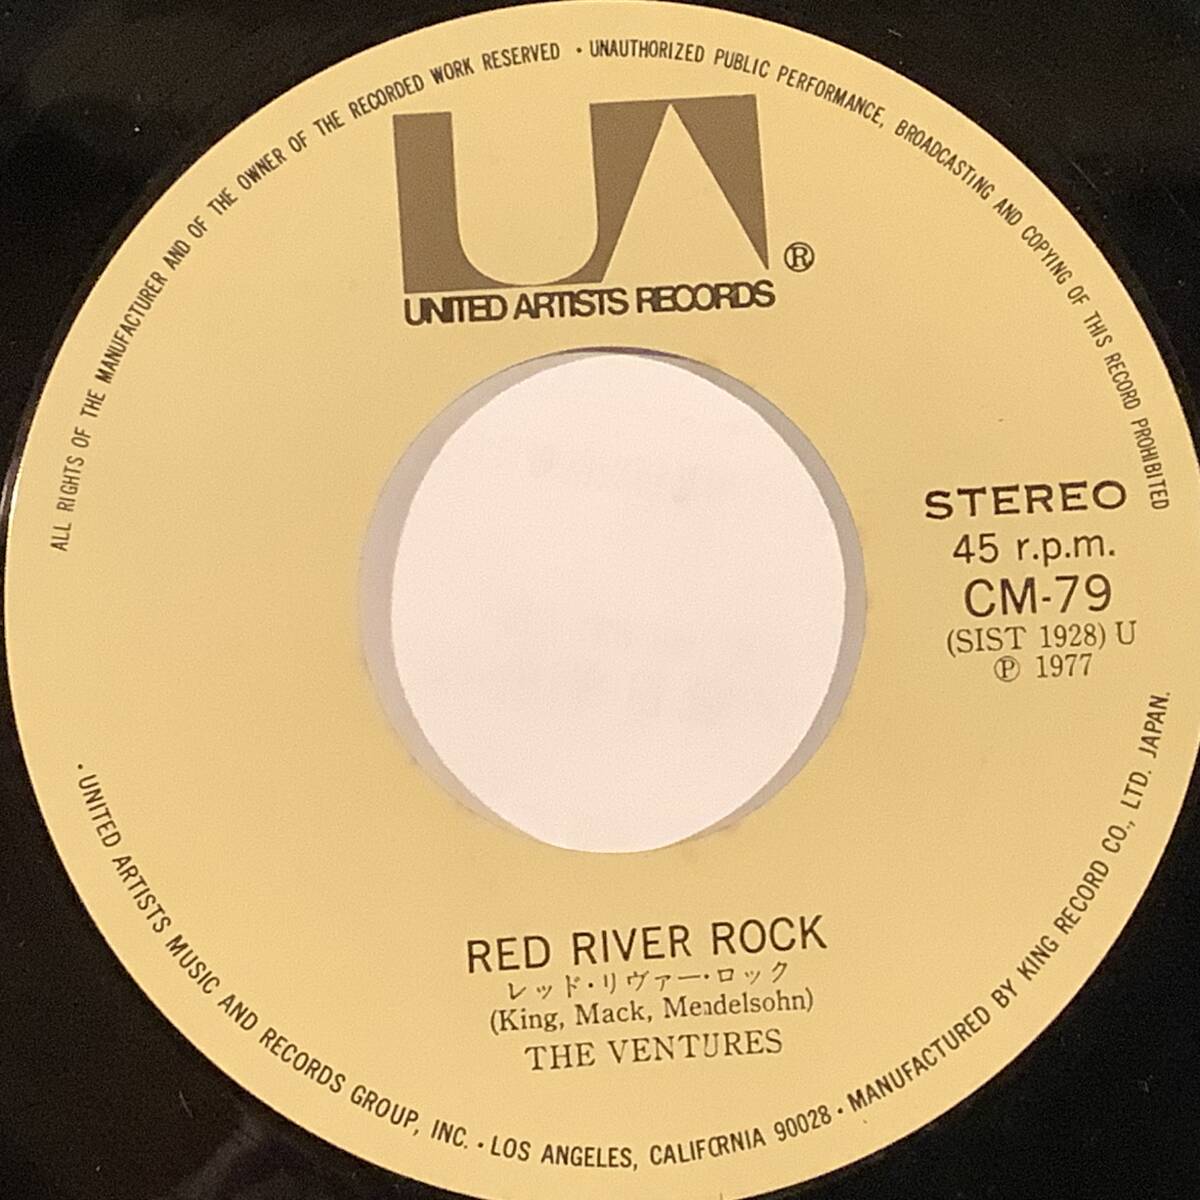 ALL RIGHTS OF THE MANUFACTURER AND OF THE OWNER OF THE RECORDED WORK RESERVED · UNAUTHORIZED PUBLIC PERFORMANCE, BROADCASTING AND COPYING OF THIS RECORD PROHIBITED
UA ®
UNITED ARTISTS RECORDS
STEREO
45 r.p.m.
CM-79
(SIST 1928) U
℗ 1977
RED RIVER ROCK
レッド・リヴァー・ロック
(King, Mack, Mendelsohn)
THE VENTURES
· UNITED ARTISTS MUSIC AND RECORDS GROUP, INC. · LOS ANGELES, CALIFORNIA 90028 · MANUFACTURED BY KING RECORD CO., LTD. JAPAN.